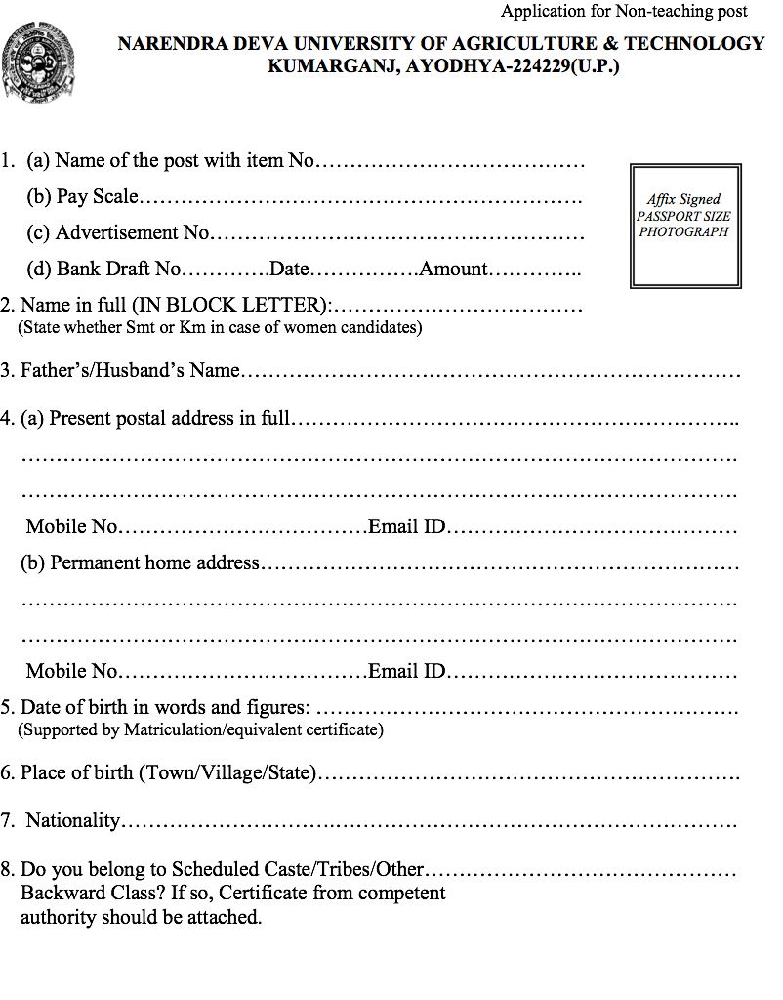 Application for Non-teaching post
NARENDRA DEVA UNIVERSITY OF AGRICULTURE & TECHNOLOGY
KUMARGANJ, AYODHYA-224229(U.P.)
1. (a) Name of the post with item No…………………………………
(b) Pay Scale……………………………………………………….
(c) Advertisement No………………………………………………
(d) Bank Draft No………….Date…………….Amount…………..
Affix Signed
PASSPORT SIZE
PHOTOGRAPH
2. Name in full (IN BLOCK LETTER):………………………………
(State whether Smt or Km in case of women candidates)
3. Father’s/Husband’s Name………………………………………………………………
4. (a) Present postal address in full………………………………………………………..
………………………………………………………………………………………….
………………………………………………………………………………………….
Mobile No………………………………Email ID……………………………………
(b) Permanent home address……………………………………………………………
………………………………………………………………………………………….
………………………………………………………………………………………….
Mobile No………………………………Email ID……………………………………
5. Date of birth in words and figures: …………………………………………………….
(Supported by Matriculation/equivalent certificate)
6. Place of birth (Town/Village/State)…………………………………………………….
7. Nationality………………………….………………………………………………….
8. Do you belong to Scheduled Caste/Tribes/Other………………………………………
Backward Class? If so, Certificate from competent
authority should be attached.